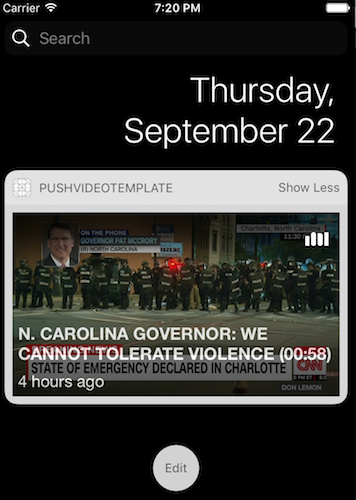 Carrier 7:20 PM
Search
Thursday,
September 22
PUSHVIDEOTEMPLATE Show Less
ON THE PHONE
GOVERNOR PAT MCCRORY
(R) NORTH CAROLINA
PARKING
Charlotte, North Carolina
N. CAROLINA GOVERNOR: WE
CANNOT TOLERATE VIOLENCE (00:58)
CNN
STATE OF EMERGENCY DECLARED IN CHARLOTTE
4 hours ago
DON LEMON
Edit